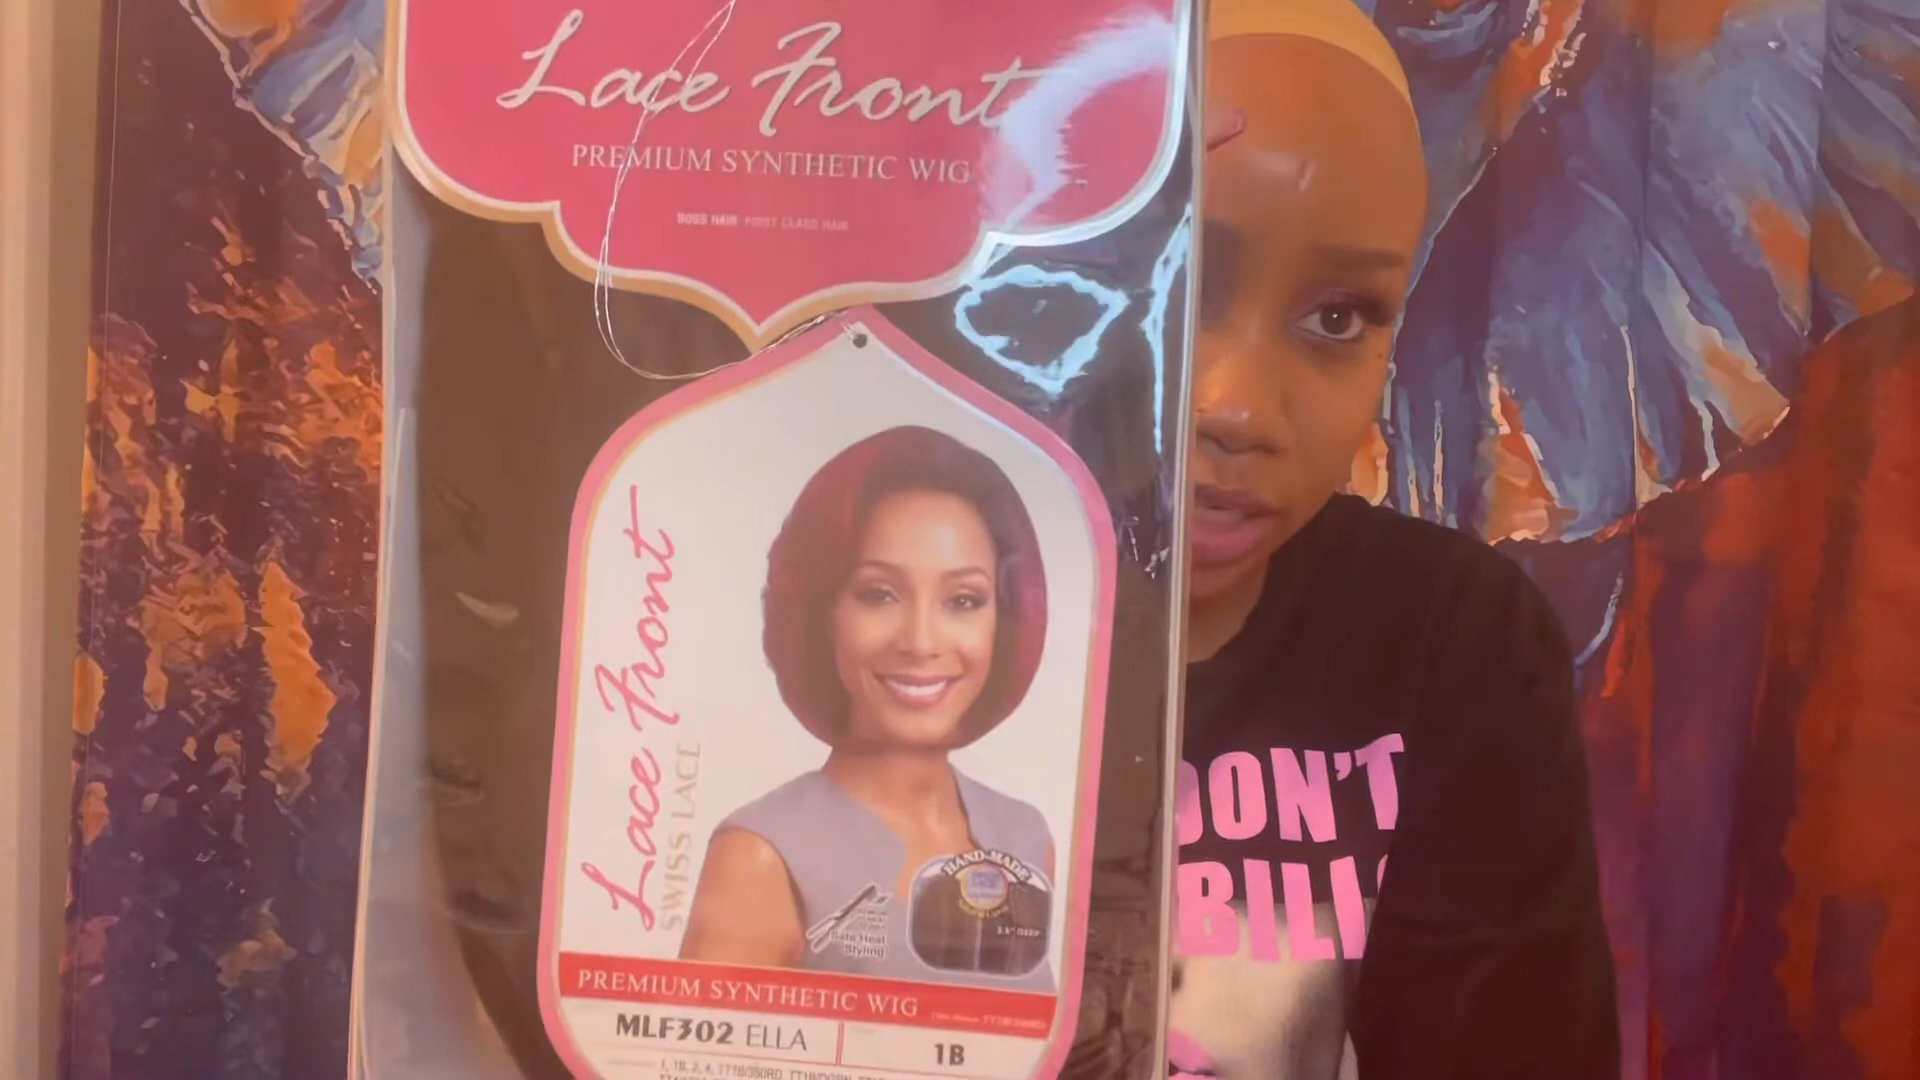 Lace Front
PREMIUM SYNTHETIC WIG
BOSS HAIR FIRST CLASS HAIR
Lace Front
SWISS LACE
HAND-MADE
Safe Heat
Styling
PREMIUM SYNTHETIC WIG
MLF302 ELLA
1B
DON'T
BILL